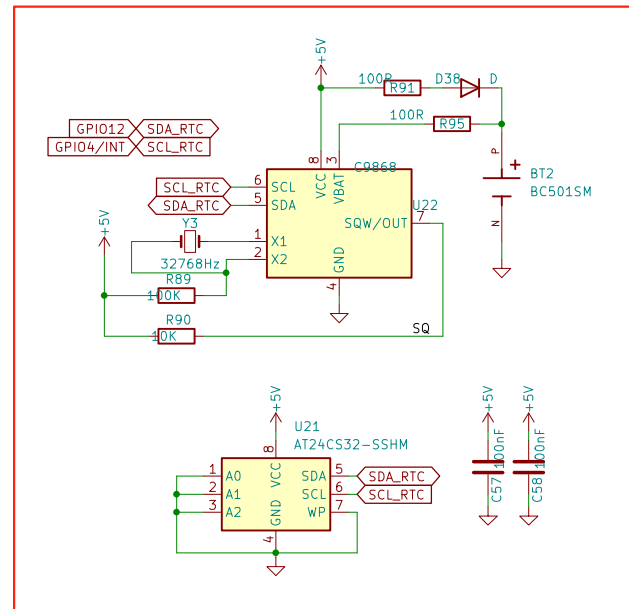 +5V
100R
R91
D38
D
100R
R95
GPIO12
SDA_RTC
GPIO4/INT
SCL_RTC
P
BT2
BC501SM
N
8
3
C9868
VCC
VBAT
SCL_RTC
6
SCL
SDA_RTC
5
SDA
U22
SQW/OUT
7
+5V
Y3
1
X1
32768Hz
2
X2
GND
4
R89
100K
R90
10K
SQ
+5V
U21
AT24CS32-SSHM
8
VCC
1
A0
2
A1
3
A2
SDA
5
SDA_RTC
SCL
6
SCL_RTC
WP
7
GND
4
+5V
100nF
C57
+5V
100nF
C58